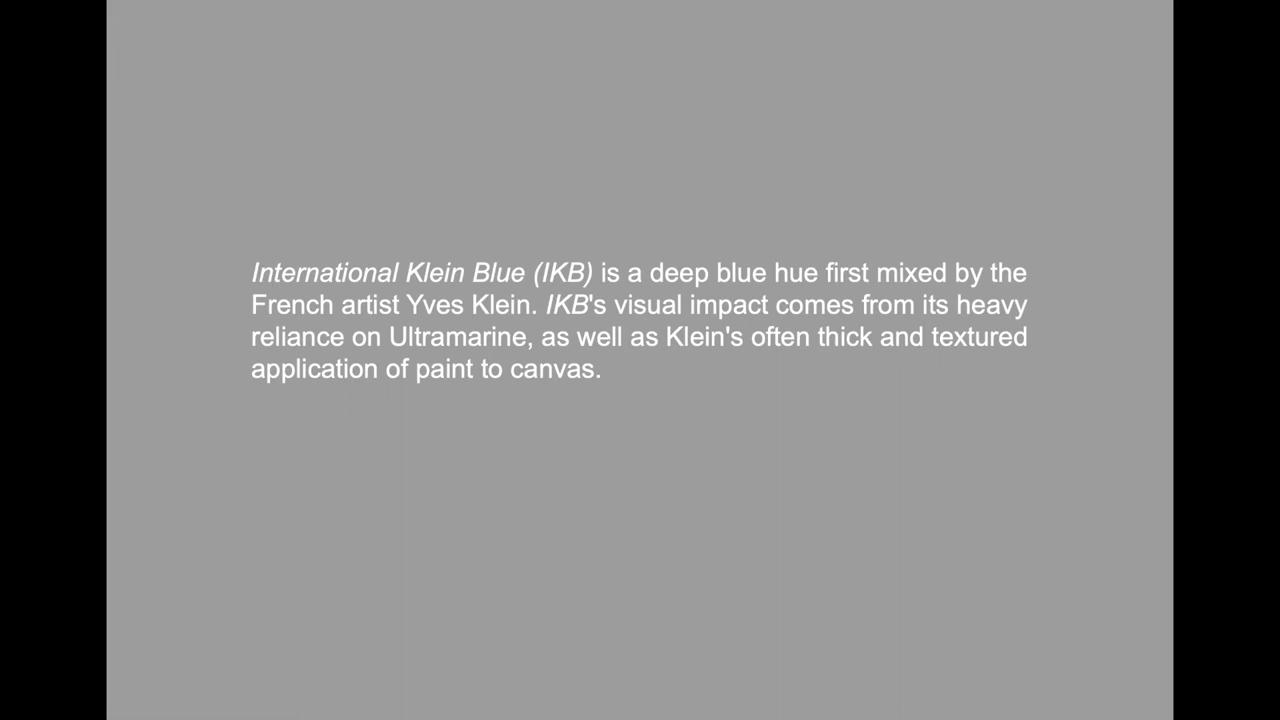 International Klein Blue (IKB) is a deep blue hue first mixed by the
French artist Yves Klein. IKB's visual impact comes from its heavy
reliance on Ultramarine, as well as Klein's often thick and textured
application of paint to canvas.